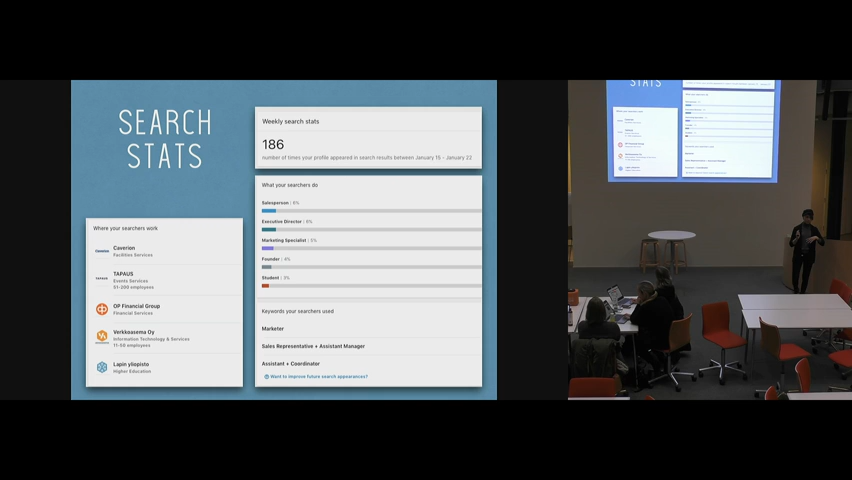 SEARCH
STATS
Weekly search stats
186
number of times your profile appeared in search results between January 15 - January 22
What your searchers do
Salesperson | 6%
Executive Director | 6%
Marketing Specialist | 5%
Founder | 4%
Student | 3%
Keywords your searchers used
Marketer
Sales Representative + Assistant Manager
Assistant + Coordinator
Want to improve future search appearances?
Where your searchers work
Caverion
Caverion
Facilities Services
TAPAUS
TAPAUS
Events Services
51-200 employees
OP Financial Group
Financial Services
Verkkoasema Oy
Information Technology & Services
11-50 employees
Lapin yliopisto
Higher Education
STATS